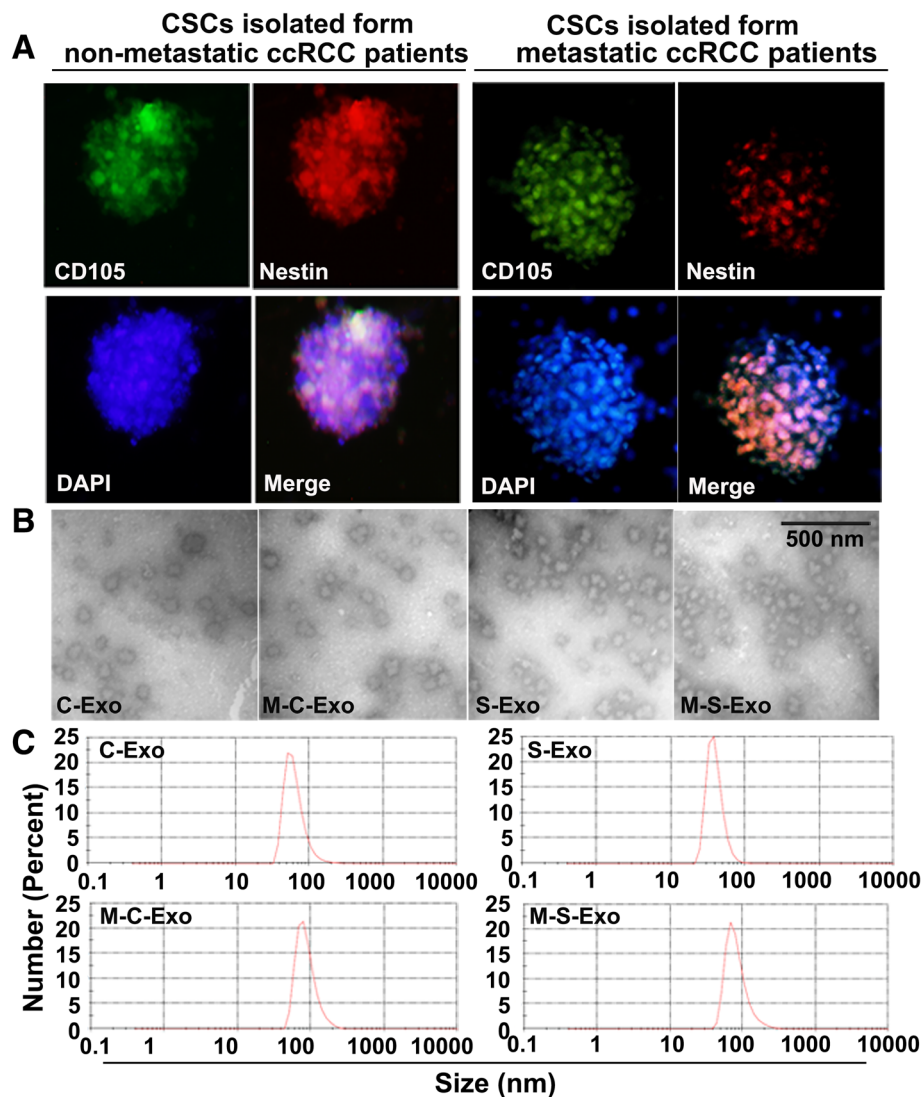 A
CSCs isolated form
non-metastatic ccRCC patients
CSCs isolated form
metastatic ccRCC patients
CD105
Nestin
CD105
Nestin
DAPI
Merge
DAPI
Merge
B
500 nm
C-Exo
M-C-Exo
S-Exo
M-S-Exo
C
Number (Percent)
C-Exo
25
20
15
10
5
0
0.1 1 10 100 1000 10000
S-Exo
25
20
15
10
5
0
0.1 1 10 100 1000 10000
M-C-Exo
25
20
15
10
5
0
0.1 1 10 100 1000 10000
M-S-Exo
25
20
15
10
5
0
0.1 1 10 100 1000 10000
Size (nm)